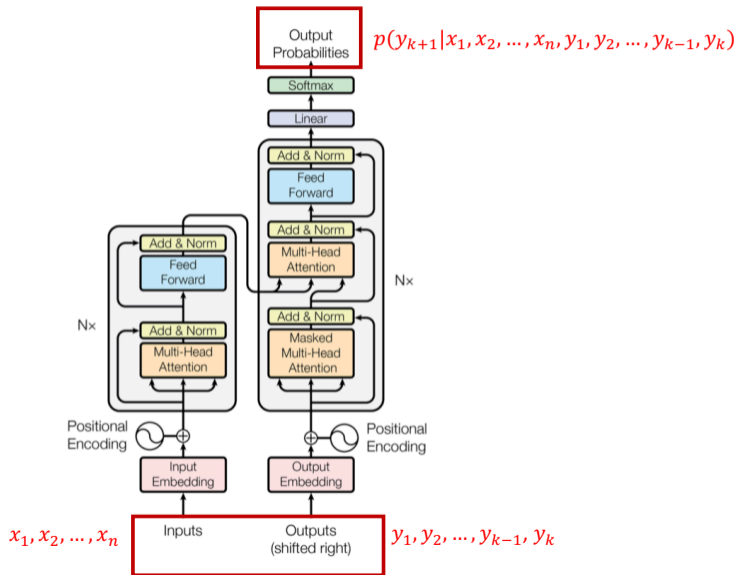 Output
Probabilities
p(y_{k+1}|x_1, x_2, …, x_n, y_1, y_2, …, y_{k-1}, y_k)
Softmax
Linear
Add & Norm
Feed
Forward
Add & Norm
Multi-Head
Attention
Nx
Add & Norm
Masked
Multi-Head
Attention
Add & Norm
Feed
Forward
Nx
Add & Norm
Multi-Head
Attention
Positional
Encoding
Positional
Encoding
Input
Embedding
Output
Embedding
x_1, x_2, …, x_n
Inputs
Outputs
(shifted right)
y_1, y_2, …, y_{k-1}, y_k